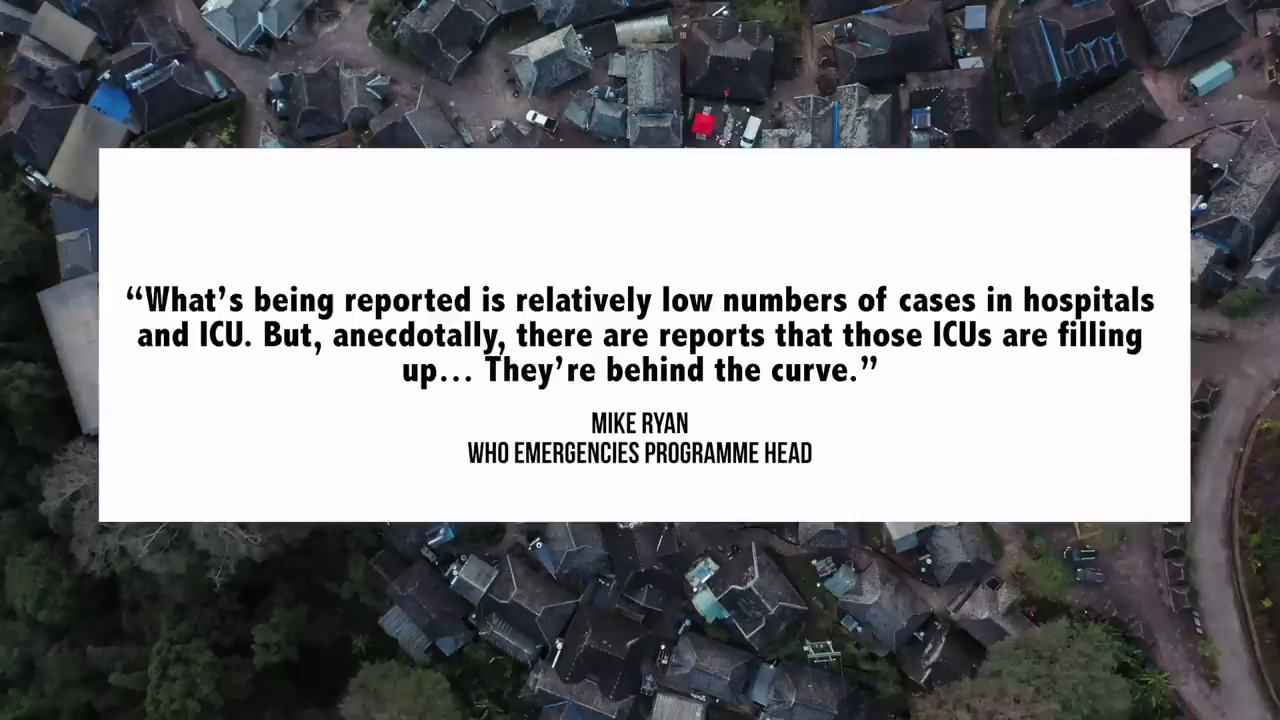 “What’s being reported is relatively low numbers of cases in hospitals
and ICU. But, anecdotally, there are reports that those ICUs are filling
up… They’re behind the curve.”
MIKE RYAN
WHO EMERGENCIES PROGRAMME HEAD